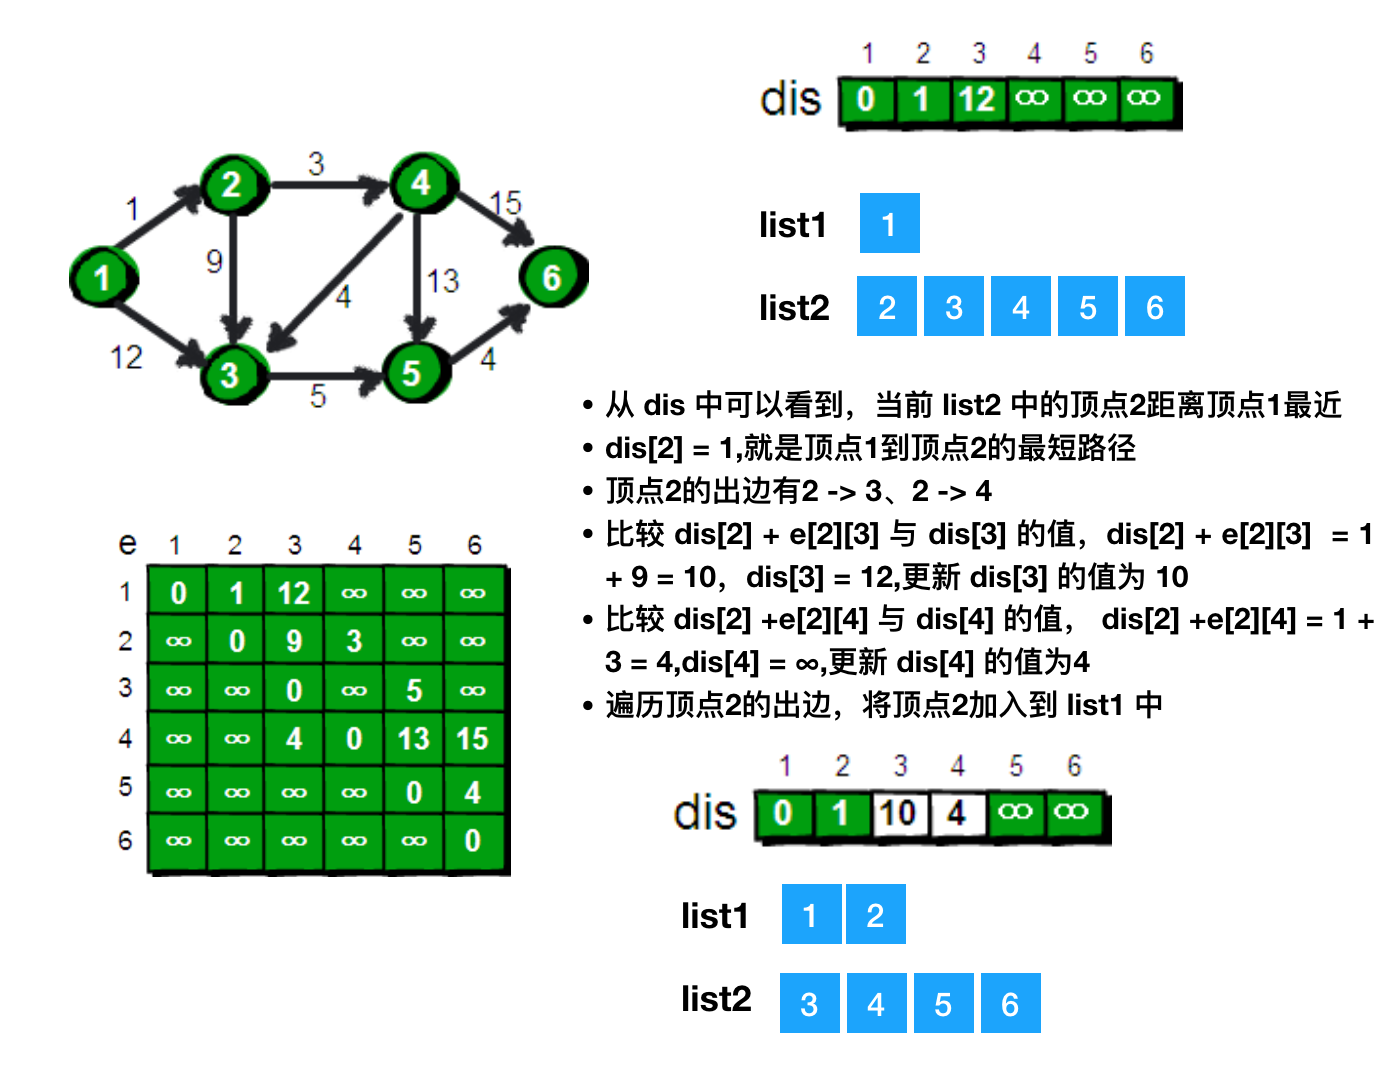 1 2 3 4 5 6
dis 0 1 12 ∞ ∞ ∞
list1 1
list2 2 3 4 5 6
2 3 4 15
1 9 13 6
1 4
12 3 5 5 4
• 从 dis 中可以看到，当前 list2 中的顶点2距离顶点1最近
• dis[2] = 1,就是顶点1到顶点2的最短路径
• 顶点2的出边有2 -> 3、2 -> 4
• 比较 dis[2] + e[2][3] 与 dis[3] 的值，dis[2] + e[2][3]  = 1
+ 9 = 10，dis[3] = 12,更新 dis[3] 的值为 10
• 比较 dis[2] +e[2][4] 与 dis[4] 的值， dis[2] +e[2][4] = 1 +
3 = 4,dis[4] = ∞,更新 dis[4] 的值为4
• 遍历顶点2的出边，将顶点2加入到 list1 中
e 1 2 3 4 5 6
1 0 1 12 ∞ ∞ ∞
2 ∞ 0 9 3 ∞ ∞
3 ∞ ∞ 0 ∞ 5 ∞
4 ∞ ∞ 4 0 13 15
5 ∞ ∞ ∞ ∞ 0 4
6 ∞ ∞ ∞ ∞ ∞ 0
1 2 3 4 5 6
dis 0 1 10 4 ∞ ∞
list1 1 2
list2 3 4 5 6